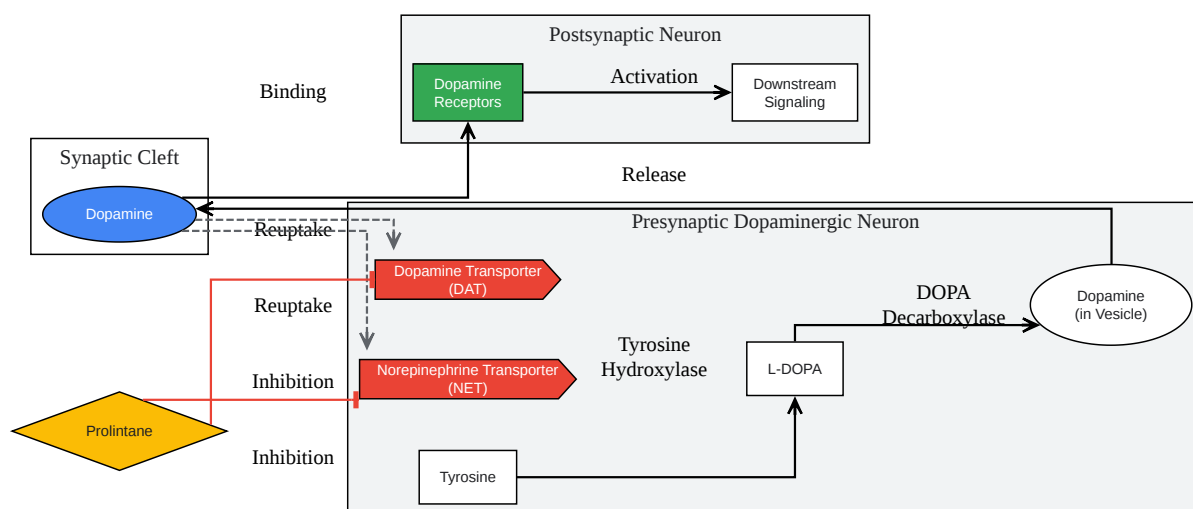 Postsynaptic Neuron
Dopamine
Receptors
Activation
Downstream
Signaling
Binding
Synaptic Cleft
Dopamine
Release
Presynaptic Dopaminergic Neuron
Reuptake
Dopamine Transporter
(DAT)
Reuptake
DOPA
Decarboxylase
Dopamine
(in Vesicle)
Tyrosine
Hydroxylase
L-DOPA
Norepinephrine Transporter
(NET)
Inhibition
Prolintane
Inhibition
Tyrosine